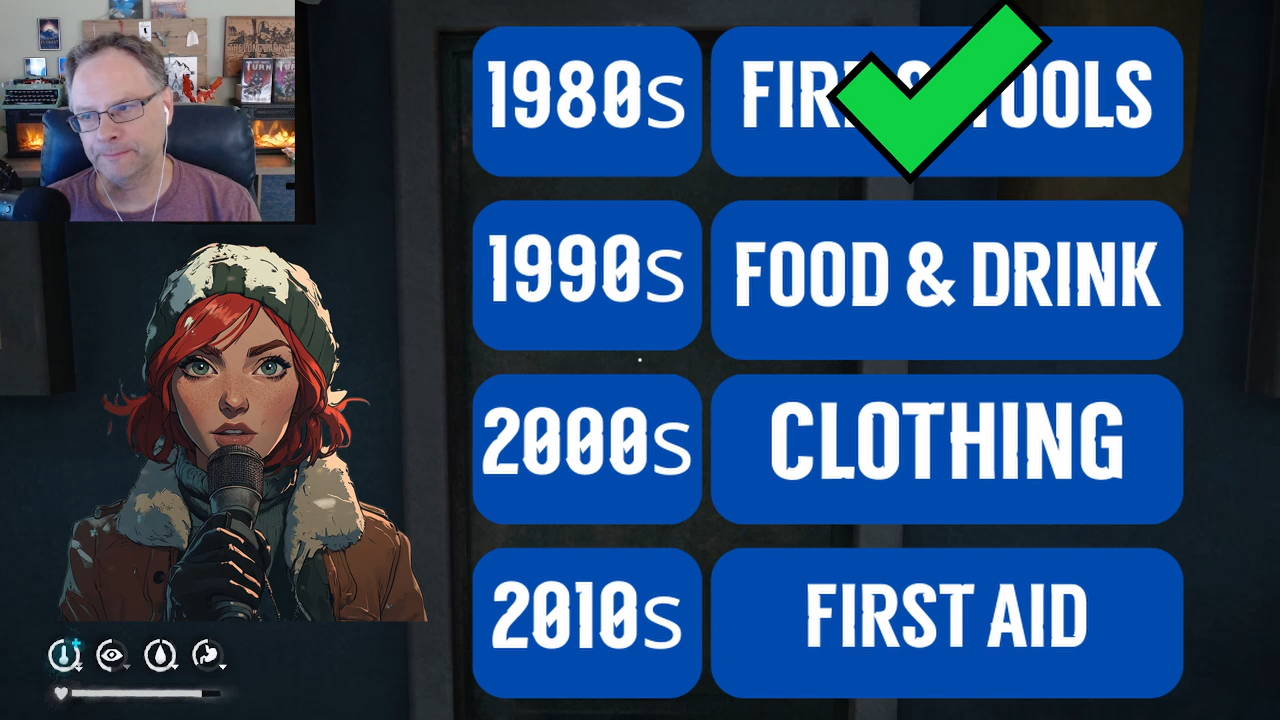 1980s
1990s
FOOD & DRINK
2000s
CLOTHING
2010s
FIRST AID